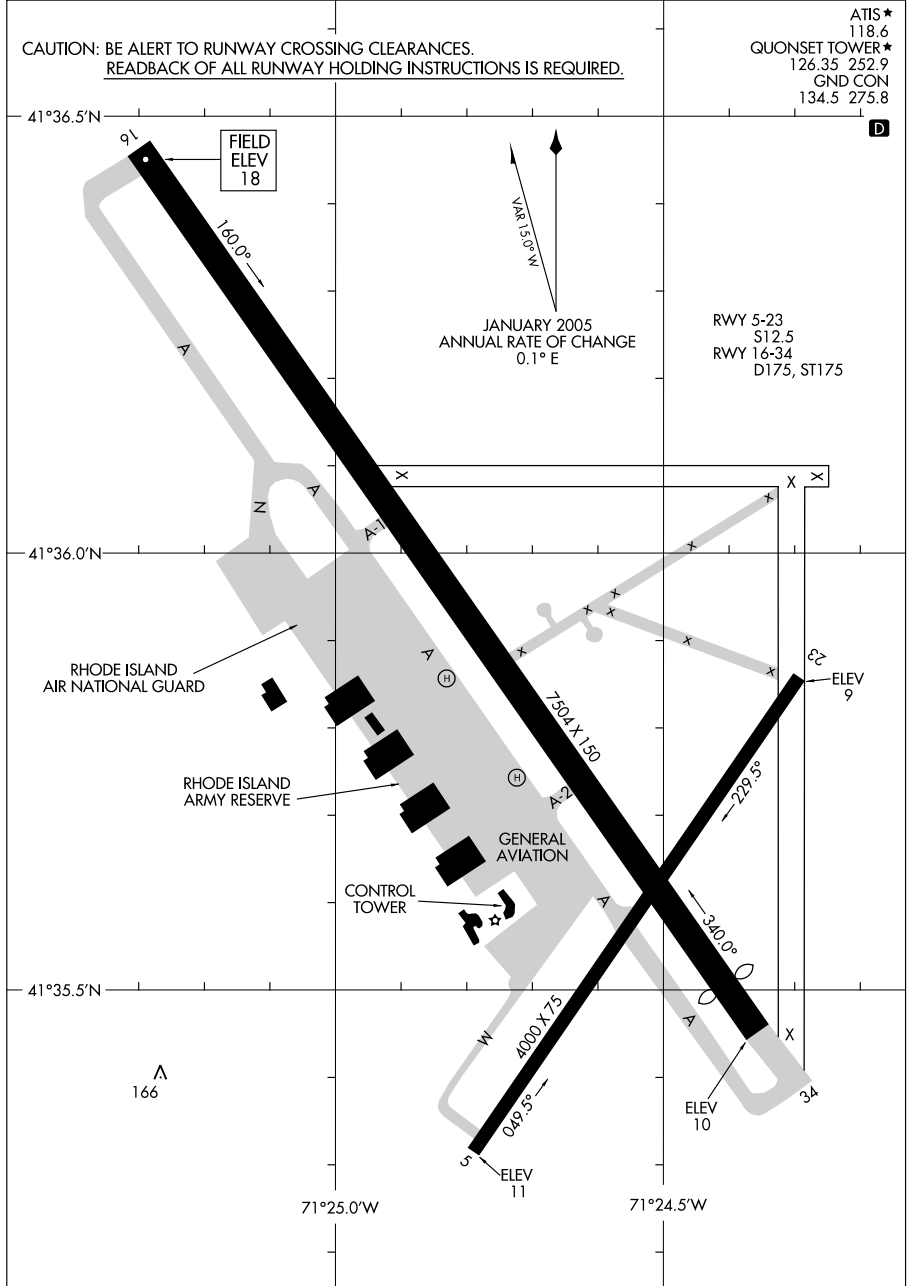 ATIS★
118.6
QUONSET TOWER★
126.35 252.9
GND CON
134.5 275.8
D
CAUTION: BE ALERT TO RUNWAY CROSSING CLEARANCES.
READBACK OF ALL RUNWAY HOLDING INSTRUCTIONS IS REQUIRED.
41°36.5'N
16
FIELD
ELEV
18
160.0°
VAR 15.0° W
JANUARY 2005
ANNUAL RATE OF CHANGE
0.1° E
RWY 5-23
S12.5
RWY 16-34
D175, ST175
A
X
X
X
A
N
A-1
x
x
41°36.0'N
x
x
x
x
x
x
A
H
23
ELEV
9
RHODE ISLAND
AIR NATIONAL GUARD
7504 X 150
RHODE ISLAND
ARMY RESERVE
H
A-2
229.5°
GENERAL
AVIATION
CONTROL
TOWER
A
340.0°
41°35.5'N
A
X
W
4000 X 75
166
049.5°
ELEV
10
34
5
ELEV
11
71°25.0'W
71°24.5'W